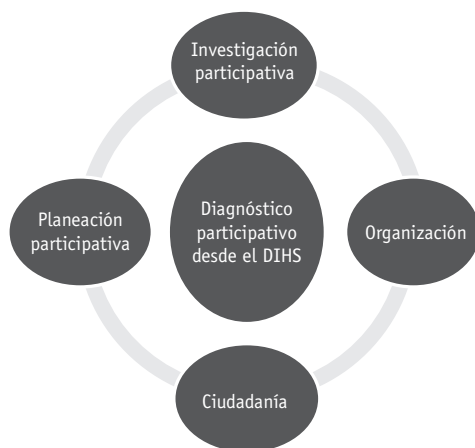 Investigación
participativa
Planeación
participativa
Diagnóstico
participativo
desde el DIHS
Organización
Ciudadanía